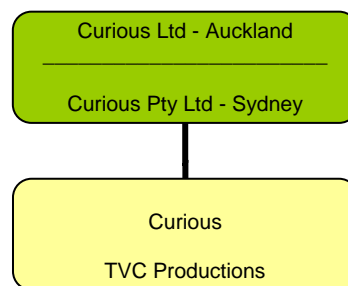 Curious Ltd - Auckland
Curious Pty Ltd - Sydney
Curious
TVC Productions